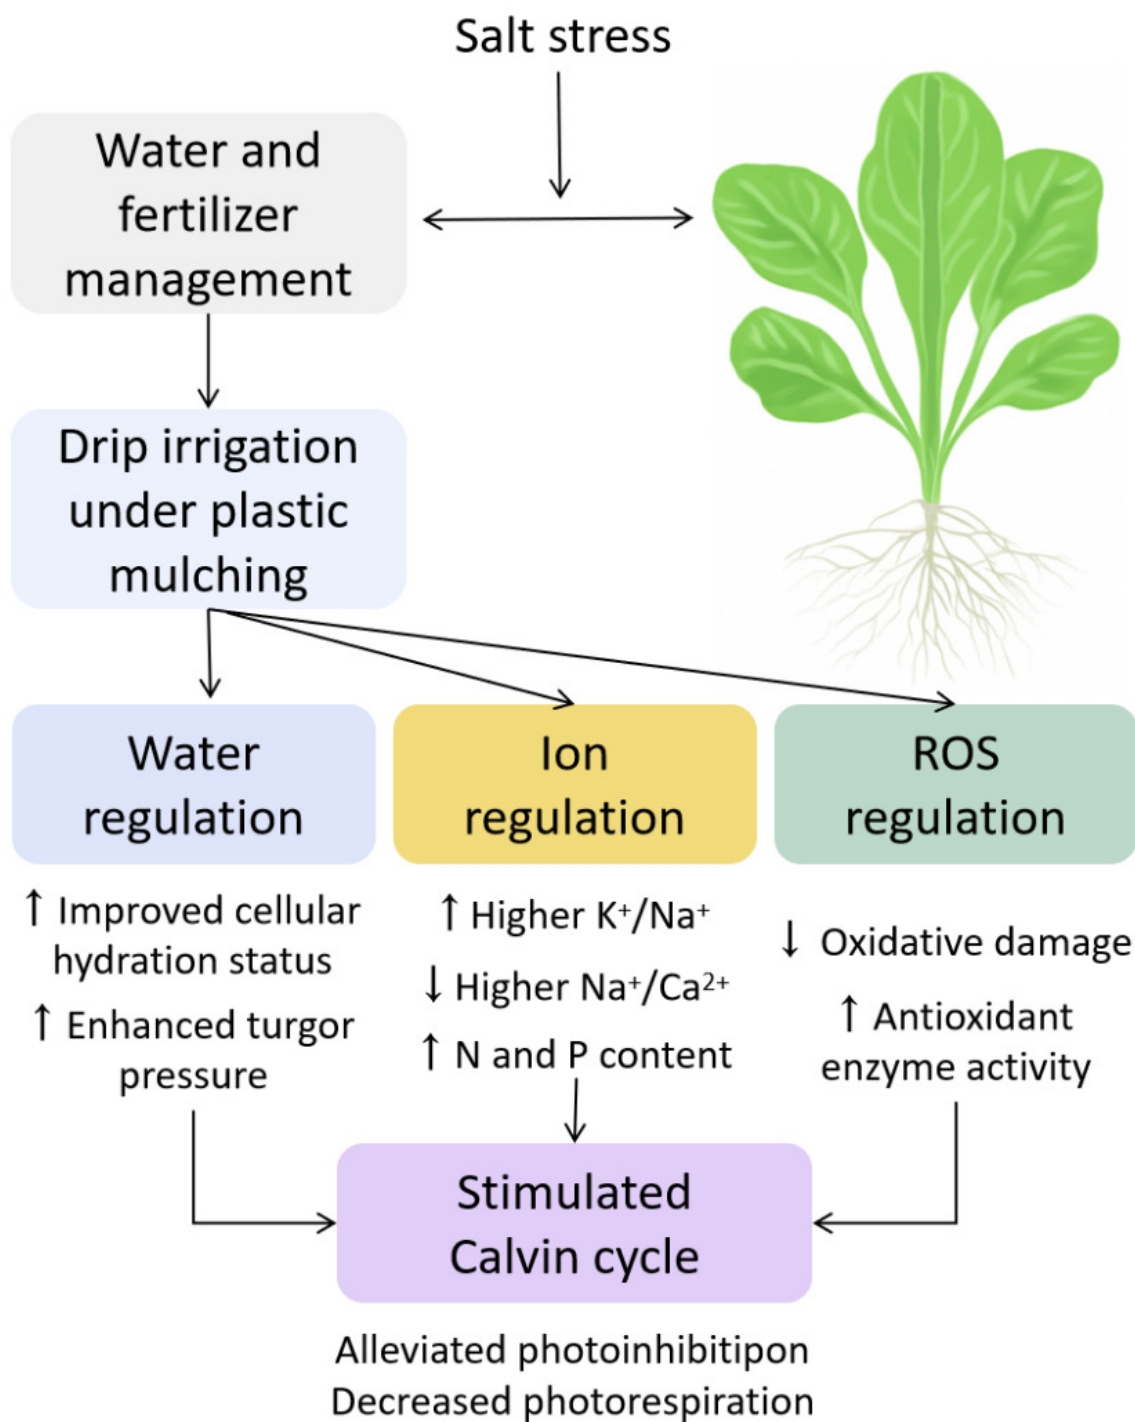 Salt stress
Water and
fertilizer
management
Drip irrigation
under plastic
mulching
Water
regulation
Ion
regulation
ROS
regulation
↑ Improved cellular
hydration status
↑ Enhanced turgor
pressure
↑ Higher K⁺/Na⁺
↓ Higher Na⁺/Ca²⁺
↑ N and P content
↓ Oxidative damage
↑ Antioxidant
enzyme activity
Stimulated
Calvin cycle
Alleviated photoinhibitipon
Decreased photorespiration